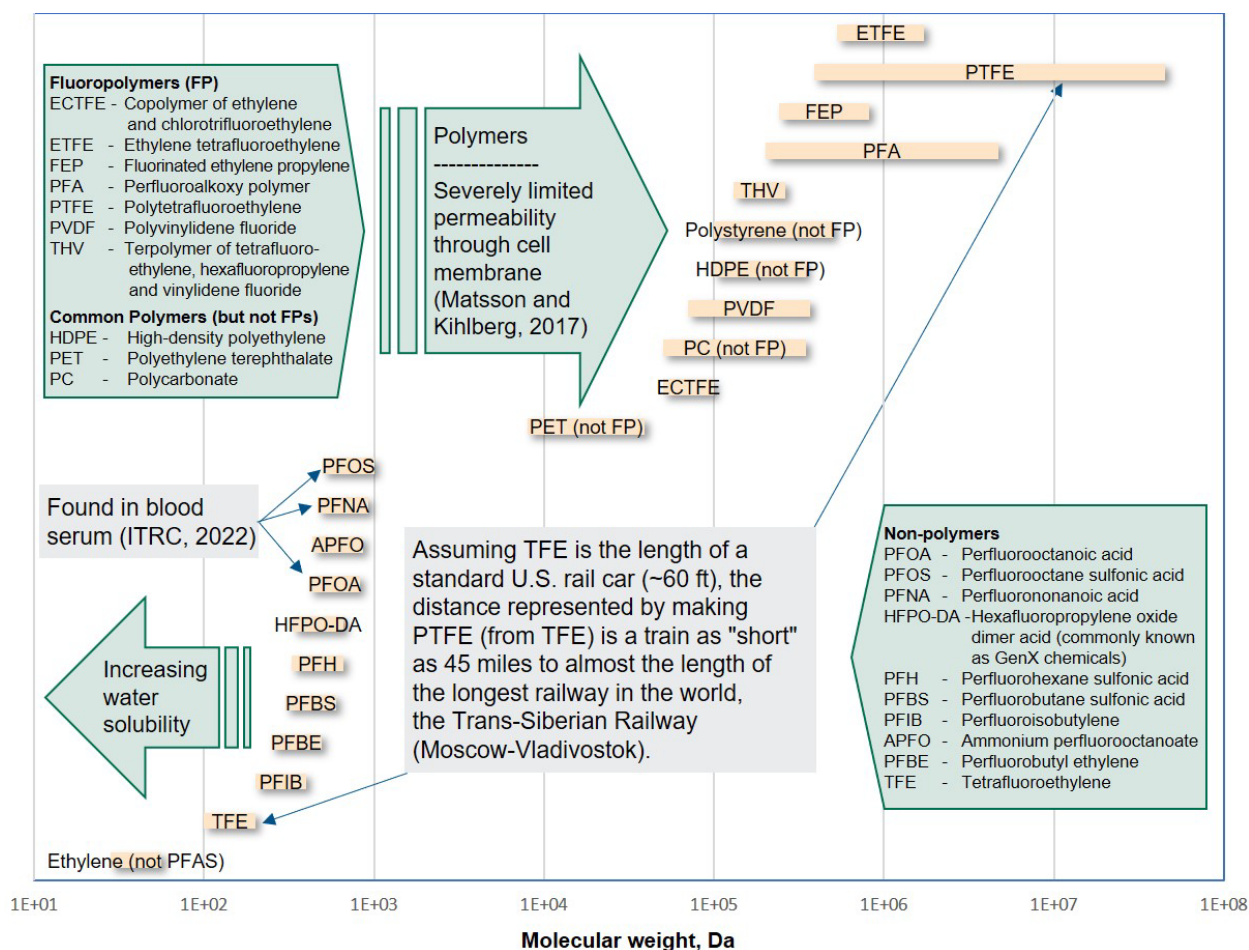 Fluoropolymers (FP)
ECTFE - Copolymer of ethylene
and chlorotrifluoroethylene
ETFE - Ethylene tetrafluoroethylene
FEP - Fluorinated ethylene propylene
PFA - Perfluoroalkoxy polymer
PTFE - Polytetrafluoroethylene
PVDF - Polyvinylidene fluoride
THV - Terpolymer of tetrafluoro-
ethylene, hexafluoropropylene
and vinylidene fluoride
Common Polymers (but not FPs)
HDPE - High-density polyethylene
PET - Polyethylene terephthalate
PC - Polycarbonate
Polymers
--------------
Severely limited
permeability
through cell
membrane
(Matsson and
Kihlberg, 2017)
ETFE
PTFE
FEP
PFA
THV
Polystyrene (not FP)
HDPE (not FP)
PVDF
PC (not FP)
ECTFE
PET (not FP)
PFOS
PFNA
APFO
PFOA
HFPO-DA
PFH
PFBS
PFBE
PFIB
TFE
Ethylene (not PFAS)
Found in blood
serum (ITRC, 2022)
Increasing
water
solubility
Assuming TFE is the length of a
standard U.S. rail car (~60 ft), the
distance represented by making
PTFE (from TFE) is a train as "short"
as 45 miles to almost the length of
the longest railway in the world,
the Trans-Siberian Railway
(Moscow-Vladivostok).
Non-polymers
PFOA - Perfluorooctanoic acid
PFOS - Perfluorooctane sulfonic acid
PFNA - Perfluorononanoic acid
HFPO-DA -Hexafluoropropylene oxide
dimer acid (commonly known
as GenX chemicals)
PFH - Perfluorohexane sulfonic acid
PFBS - Perfluorobutane sulfonic acid
PFIB - Perfluoroisobutylene
APFO - Ammonium perfluorooctanoate
PFBE - Perfluorobutyl ethylene
TFE - Tetrafluoroethylene
1E+01 1E+02 1E+03 1E+04 1E+05 1E+06 1E+07 1E+08
Molecular weight, Da